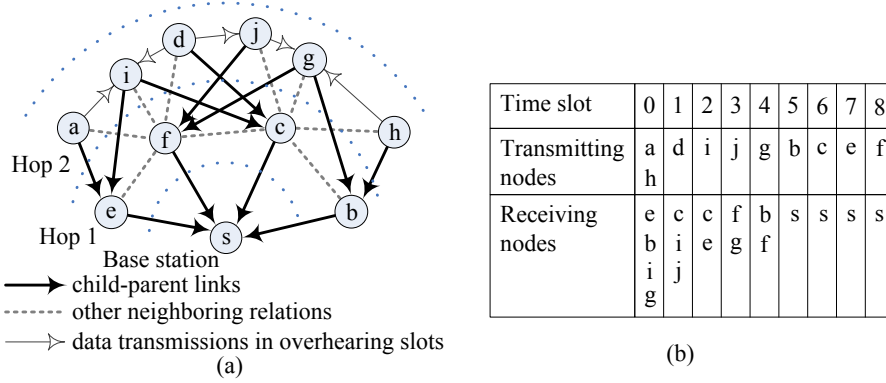 d
j
i
g
a
f
c
h
Hop 2
e
b
Hop 1
s
Base station
child-parent links
other neighboring relations
data transmissions in overhearing slots
(a)
Time slot 0 1 2 3 4 5 6 7 8
Transmitting a d i j g b c e f
nodes h
Receiving e c c f b s s s s
nodes b i e g f
i j
g
(b)